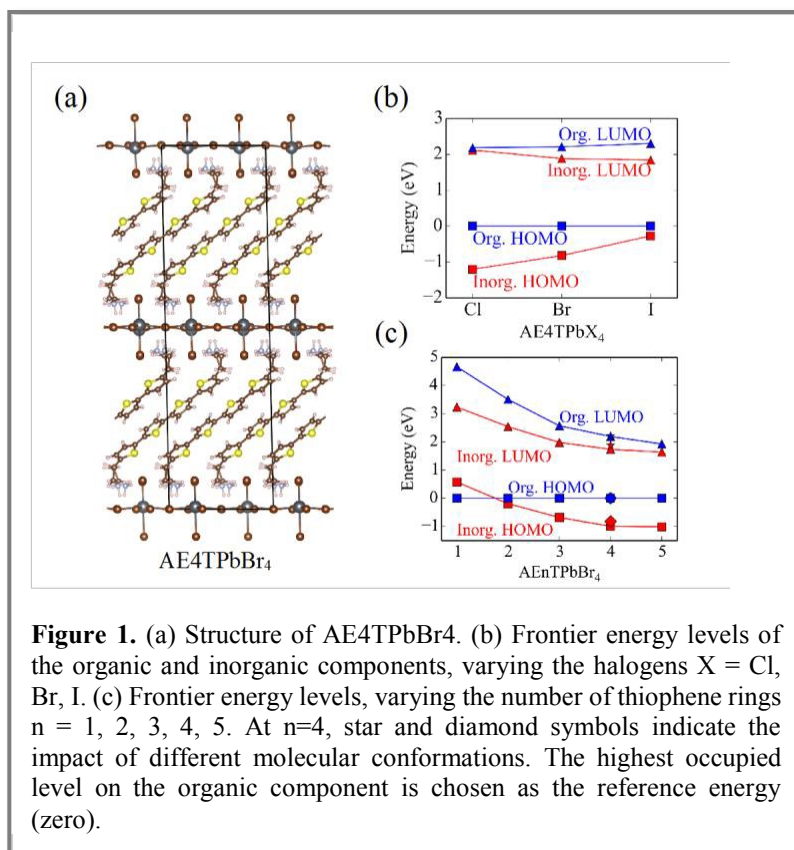 (a)
AE4TPbBr₄
(b)
3
2
1
0
−1
−2
Energy (eV)
Org. LUMO
Inorg. LUMO
Org. HOMO
Inorg. HOMO
Cl Br I
AE4TPbX₄
(c)
5
4
3
2
1
0
−1
Energy (eV)
Org. LUMO
Inorg. LUMO
Org. HOMO
Inorg. HOMO
1 2 3 4 5
AEnTPbBr₄
Figure 1. (a) Structure of AE4TPbBr4. (b) Frontier energy levels of
the organic and inorganic components, varying the halogens X = Cl,
Br, I. (c) Frontier energy levels, varying the number of thiophene rings
n = 1, 2, 3, 4, 5. At n=4, star and diamond symbols indicate the
impact of different molecular conformations. The highest occupied
level on the organic component is chosen as the reference energy
(zero).